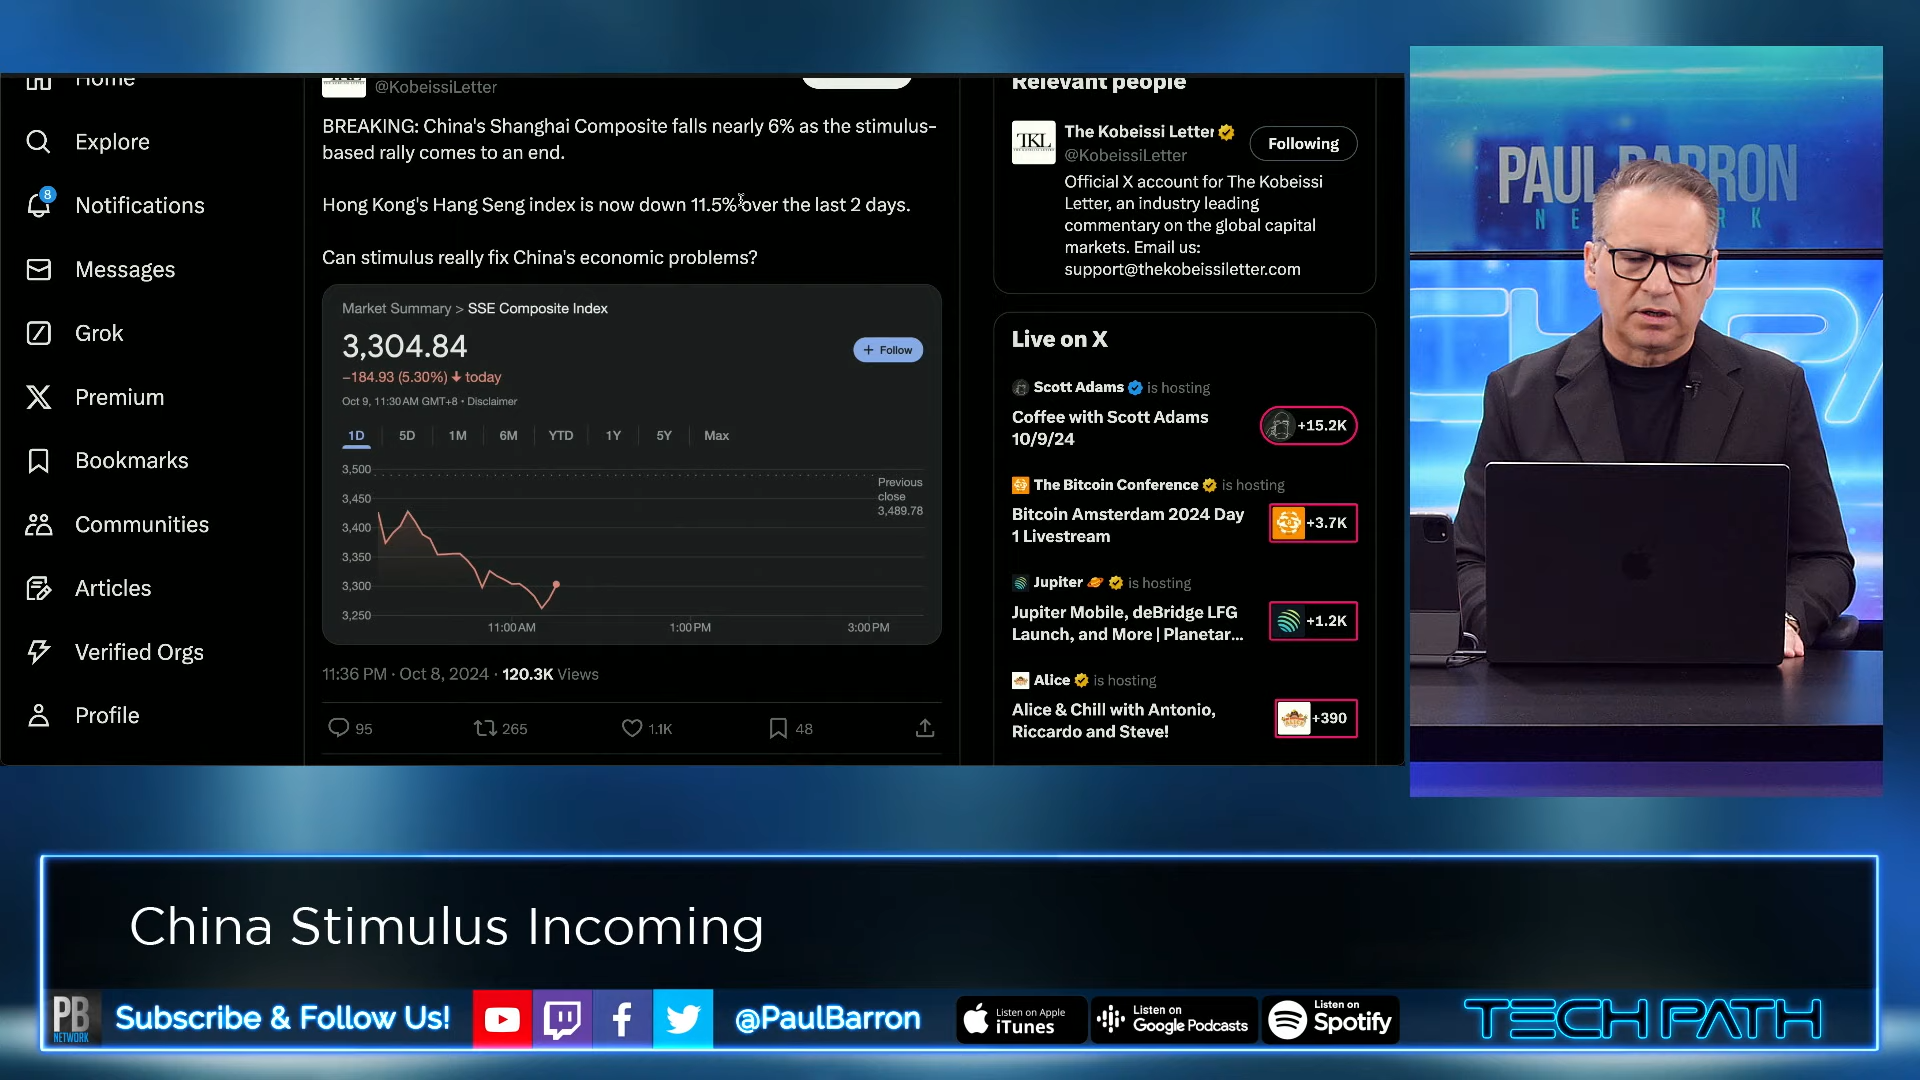 Home
Explore
8
Notifications
Messages
Grok
Premium
Bookmarks
Communities
Articles
Verified Orgs
Profile
@KobeissiLetter
BREAKING: China's Shanghai Composite falls nearly 6% as the stimulus-
based rally comes to an end.
Hong Kong's Hang Seng index is now down 11.5% over the last 2 days.
Can stimulus really fix China's economic problems?
Market Summary > SSE Composite Index
3,304.84
+ Follow
−184.93 (5.30%) ↓ today
Oct 9, 11:30 AM GMT+8 • Disclaimer
1D 5D 1M 6M YTD 1Y 5Y Max
3,500
3,450
3,400
3,350
3,300
3,250
Previous
close
3,489.78
11:00 AM 1:00 PM 3:00 PM
11:36 PM · Oct 8, 2024 · 120.3K Views
95 265 1.1K 48
Relevant people
TKL
The Kobeissi Letter
@KobeissiLetter
Following
Official X account for The Kobeissi
Letter, an industry leading
commentary on the global capital
markets. Email us:
support@thekobeissiletter.com
Live on X
Scott Adams is hosting
Coffee with Scott Adams
10/9/24
+15.2K
The Bitcoin Conference is hosting
Bitcoin Amsterdam 2024 Day
1 Livestream
+3.7K
Jupiter is hosting
Jupiter Mobile, deBridge LFG
Launch, and More | Planetar...
+1.2K
Alice is hosting
Alice & Chill with Antonio,
Riccardo and Steve!
+390
PAUL BARRON
China Stimulus Incoming
PB
NETWORK
Subscribe & Follow Us!
@PaulBarron
Listen on Apple
iTunes
Listen on
Google Podcasts
Listen on
Spotify
TECH PATH